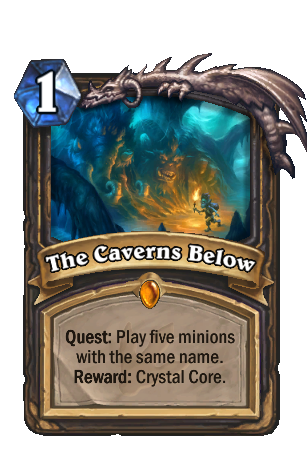 1
The Caverns Below
Quest: Play five minions
with the same name.
Reward: Crystal Core.